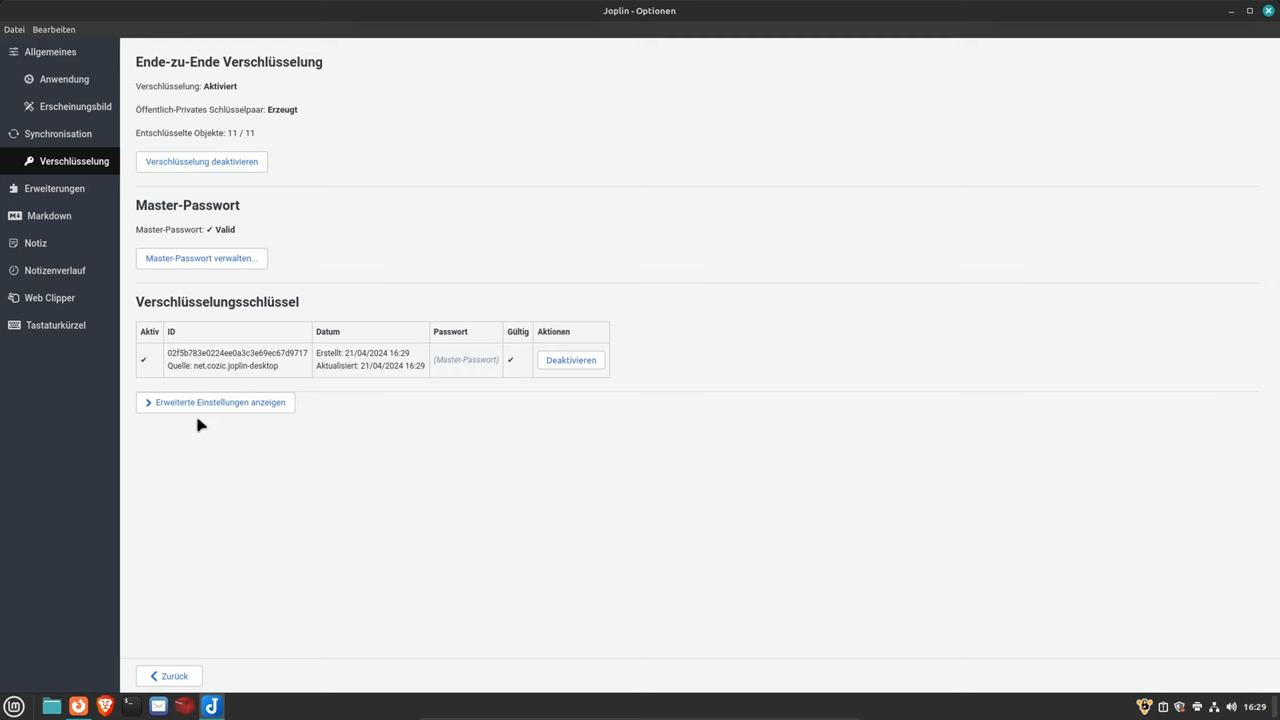 Joplin - Optionen
Datei Bearbeiten
Allgemeines
Anwendung
Erscheinungsbild
Synchronisation
Verschlüsselung
Erweiterungen
Markdown
Notiz
Notizenverlauf
Web Clipper
Tastaturkürzel
Ende-zu-Ende Verschlüsselung
Verschlüsselung: Aktiviert
Öffentlich-Privates Schlüsselpaar: Erzeugt
Entschlüsselte Objekte: 11 / 11
Verschlüsselung deaktivieren
Master-Passwort
Master-Passwort: ✓ Valid
Master-Passwort verwalten...
Verschlüsselungsschlüssel
Aktiv ID Datum Passwort Gültig Aktionen
✔ 02f5b783e0224ee0a3c3e69ec67d9717 Erstellt: 21/04/2024 16:29 (Master-Passwort) ✔ Deaktivieren
Quelle: net.cozic.joplin-desktop Aktualisiert: 21/04/2024 16:29
Erweiterte Einstellungen anzeigen
Zurück
16:29